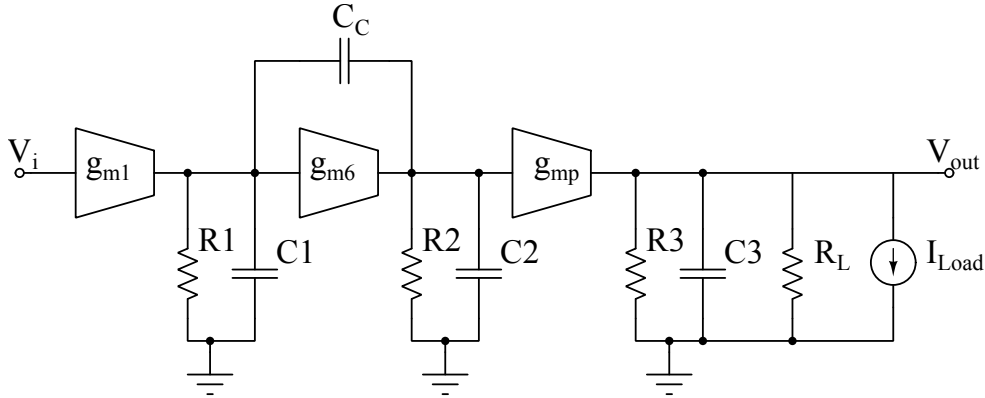 C_C
V_i
g_m1
g_m6
g_mp
V_out
R1
C1
R2
C2
R3
C3
R_L
I_Load